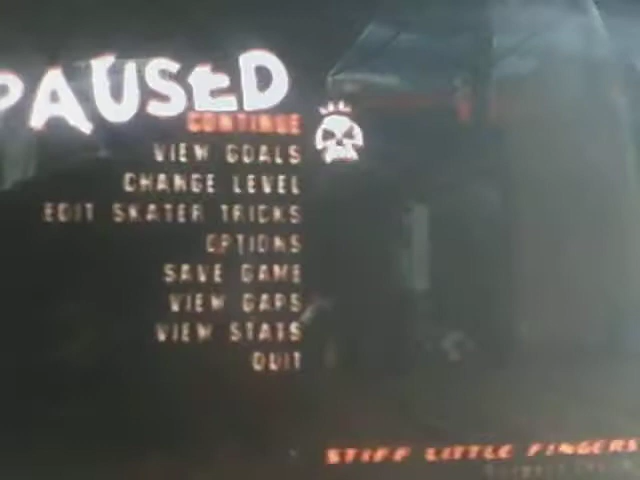 PAUSED
CONTINUE
VIEW GOALS
CHANGE LEVEL
EDIT SKATER TRICKS
OPTIONS
SAVE GAME
VIEW GAPS
VIEW STATS
QUIT
STIFF LITTLE FINGERS